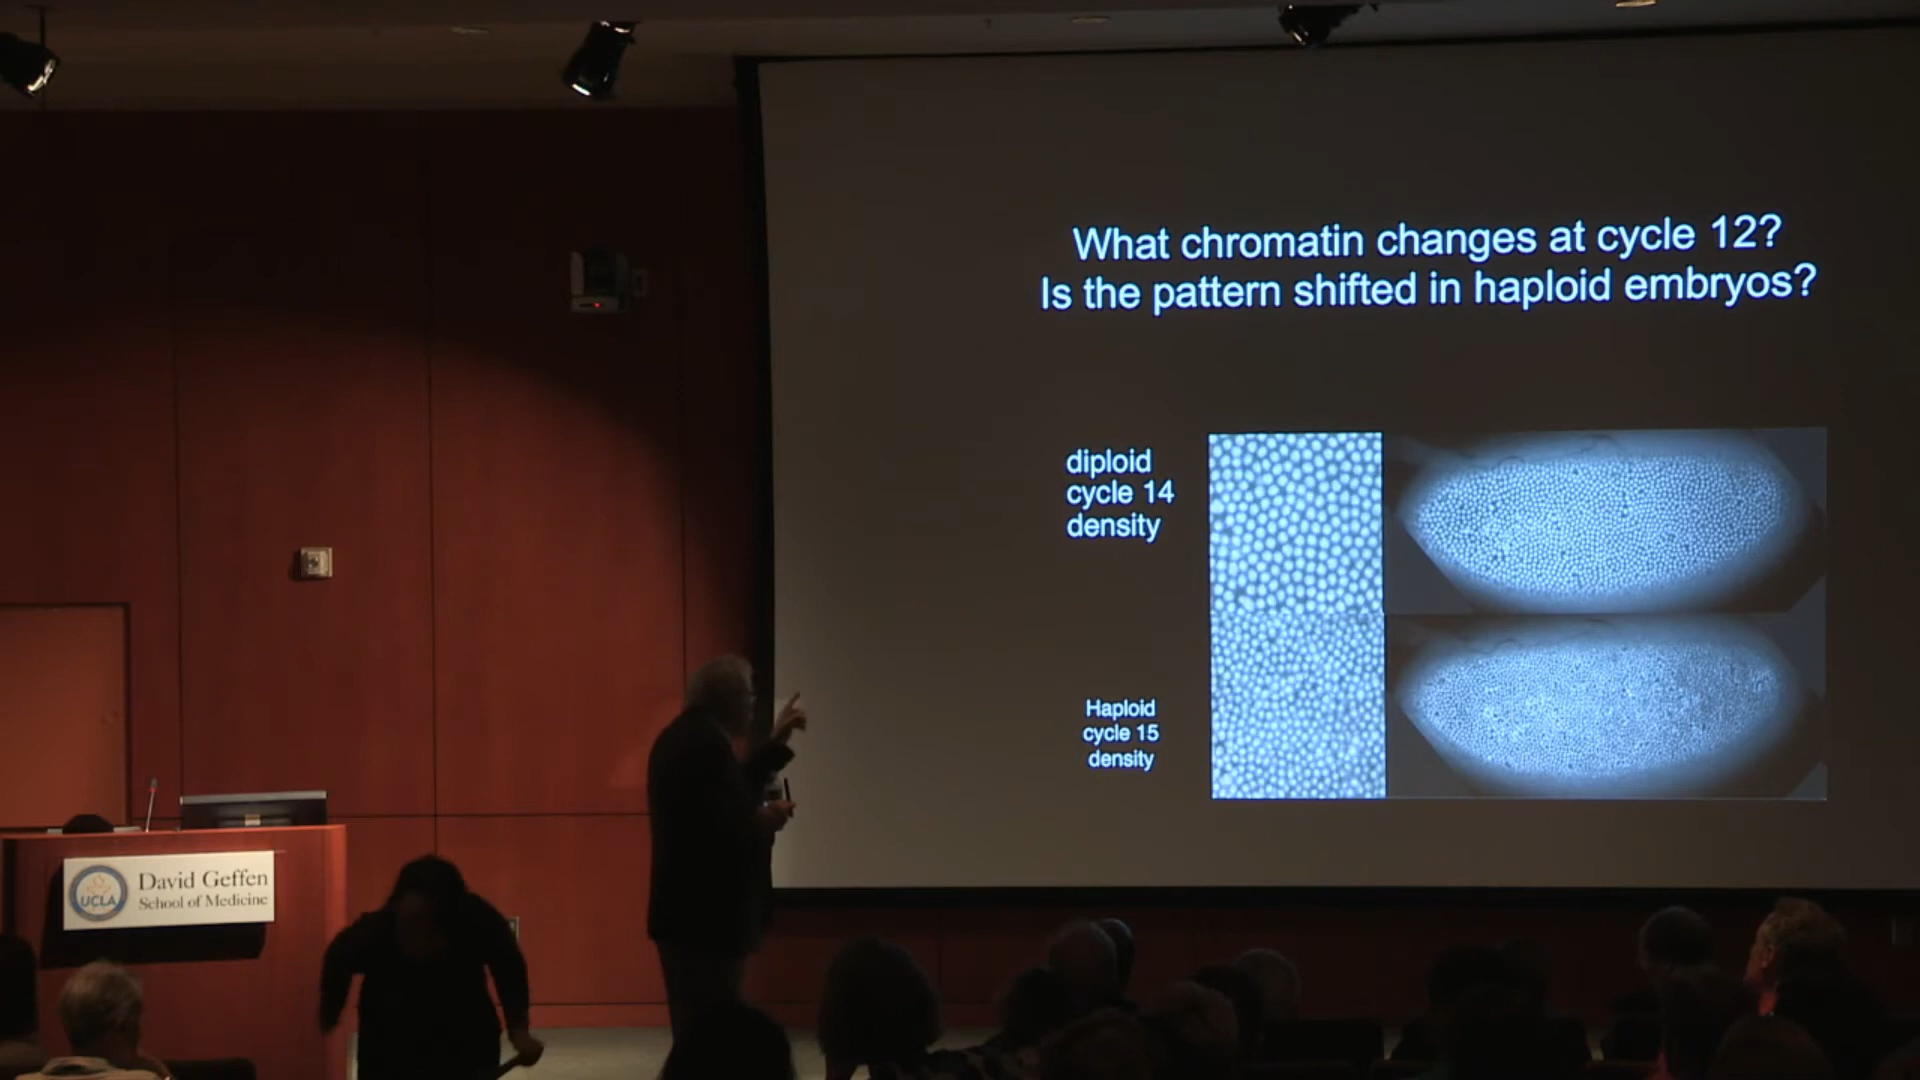 What chromatin changes at cycle 12?
Is the pattern shifted in haploid embryos?
diploid
cycle 14
density
Haploid
cycle 15
density
UCLA
David Geffen
School of Medicine